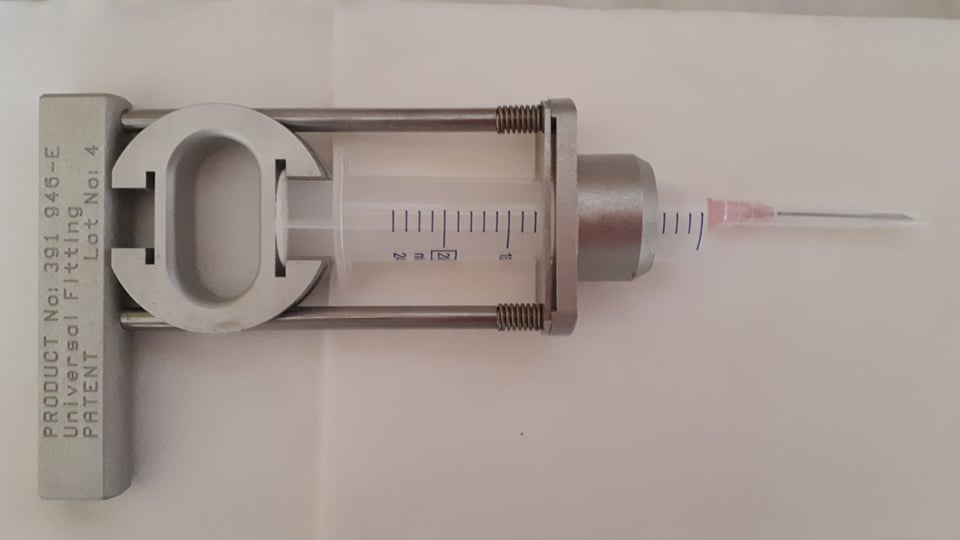 PRODUCT No: 391 946-E
Universal Fitting
PATENT Lot No: 4